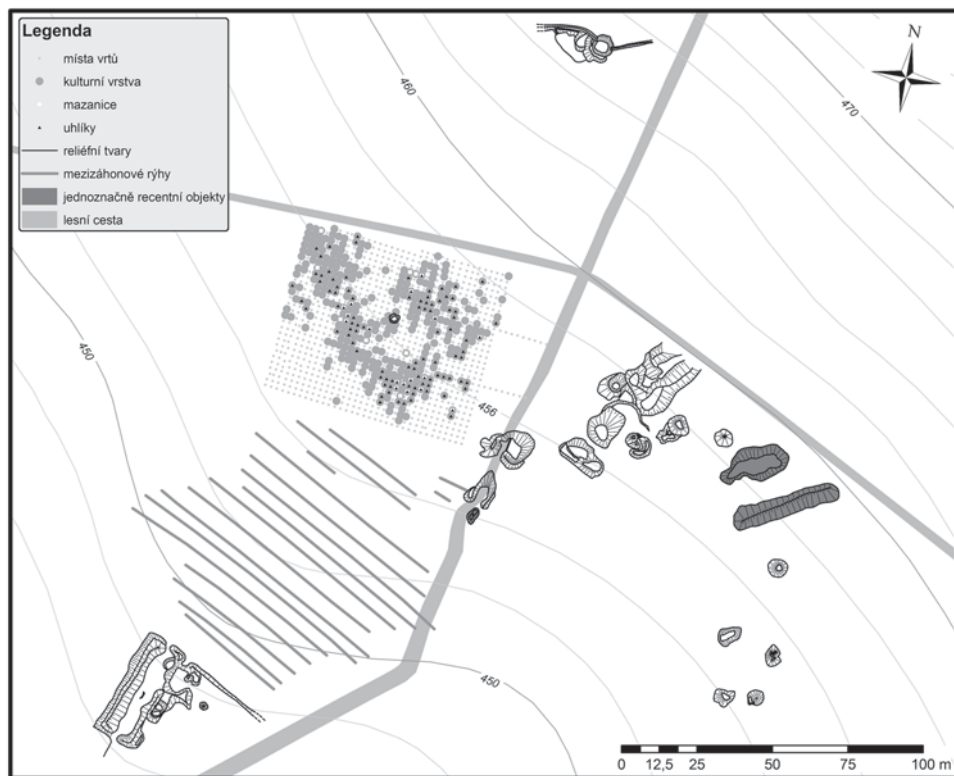 Legenda
místa vrtů
kulturní vrstva
mazanice
uhlíky
reliéfní tvary
mezizáhonové rýhy
jednoznačně recentní objekty
lesní cesta
N
460
470
450
456
450
0 12,5 25 50 75 100 m